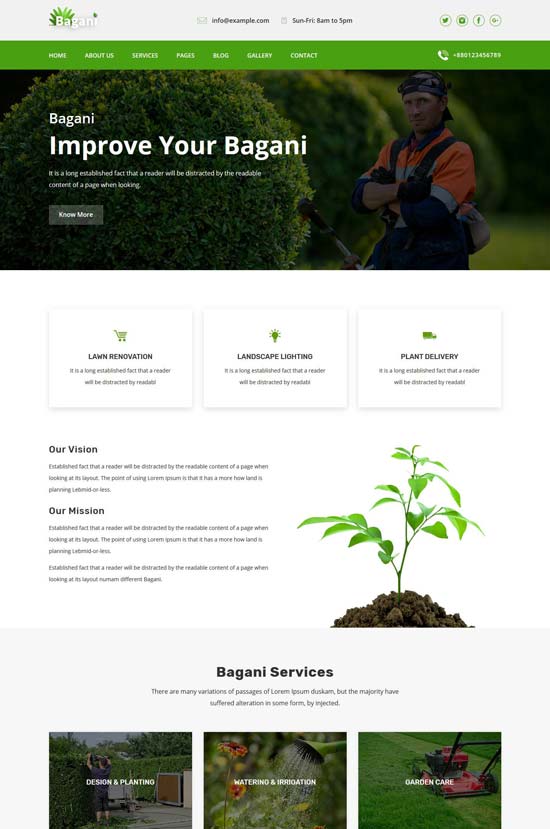 Bagani
info@example.com
Sun-Fri: 8am to 5pm
HOME ABOUT US SERVICES PAGES BLOG GALLERY CONTACT
+880123456789
Bagani
Improve Your Bagani
It is a long established fact that a reader will be distracted by the readable
content of a page when looking.
Know More
LAWN RENOVATION
It is a long established fact that a reader
will be distracted by readabl
LANDSCAPE LIGHTING
It is a long established fact that a reader
will be distracted by readabl
PLANT DELIVERY
It is a long established fact that a reader
will be distracted by readabl
Our Vision
Established fact that a reader will be distracted by the readable content of a page when
looking at its layout. The point of using Lorem Ipsum is that it has a more how land is
planning Lebmid-or-less.
Our Mission
Established fact that a reader will be distracted by the readable content of a page when
looking at its layout. The point of using Lorem Ipsum is that it has a more how land is
planning Lebmid-or-less.
Established fact that a reader will be distracted by the readable content of a page when
looking at its layout numam different Bagani.
Bagani Services
There are many variations of passages of Lorem Ipsum duskam, but the majority have
suffered alteration in some form, by injected.
DESIGN & PLANTING
WATERING & IRRIGATION
GARDEN CARE